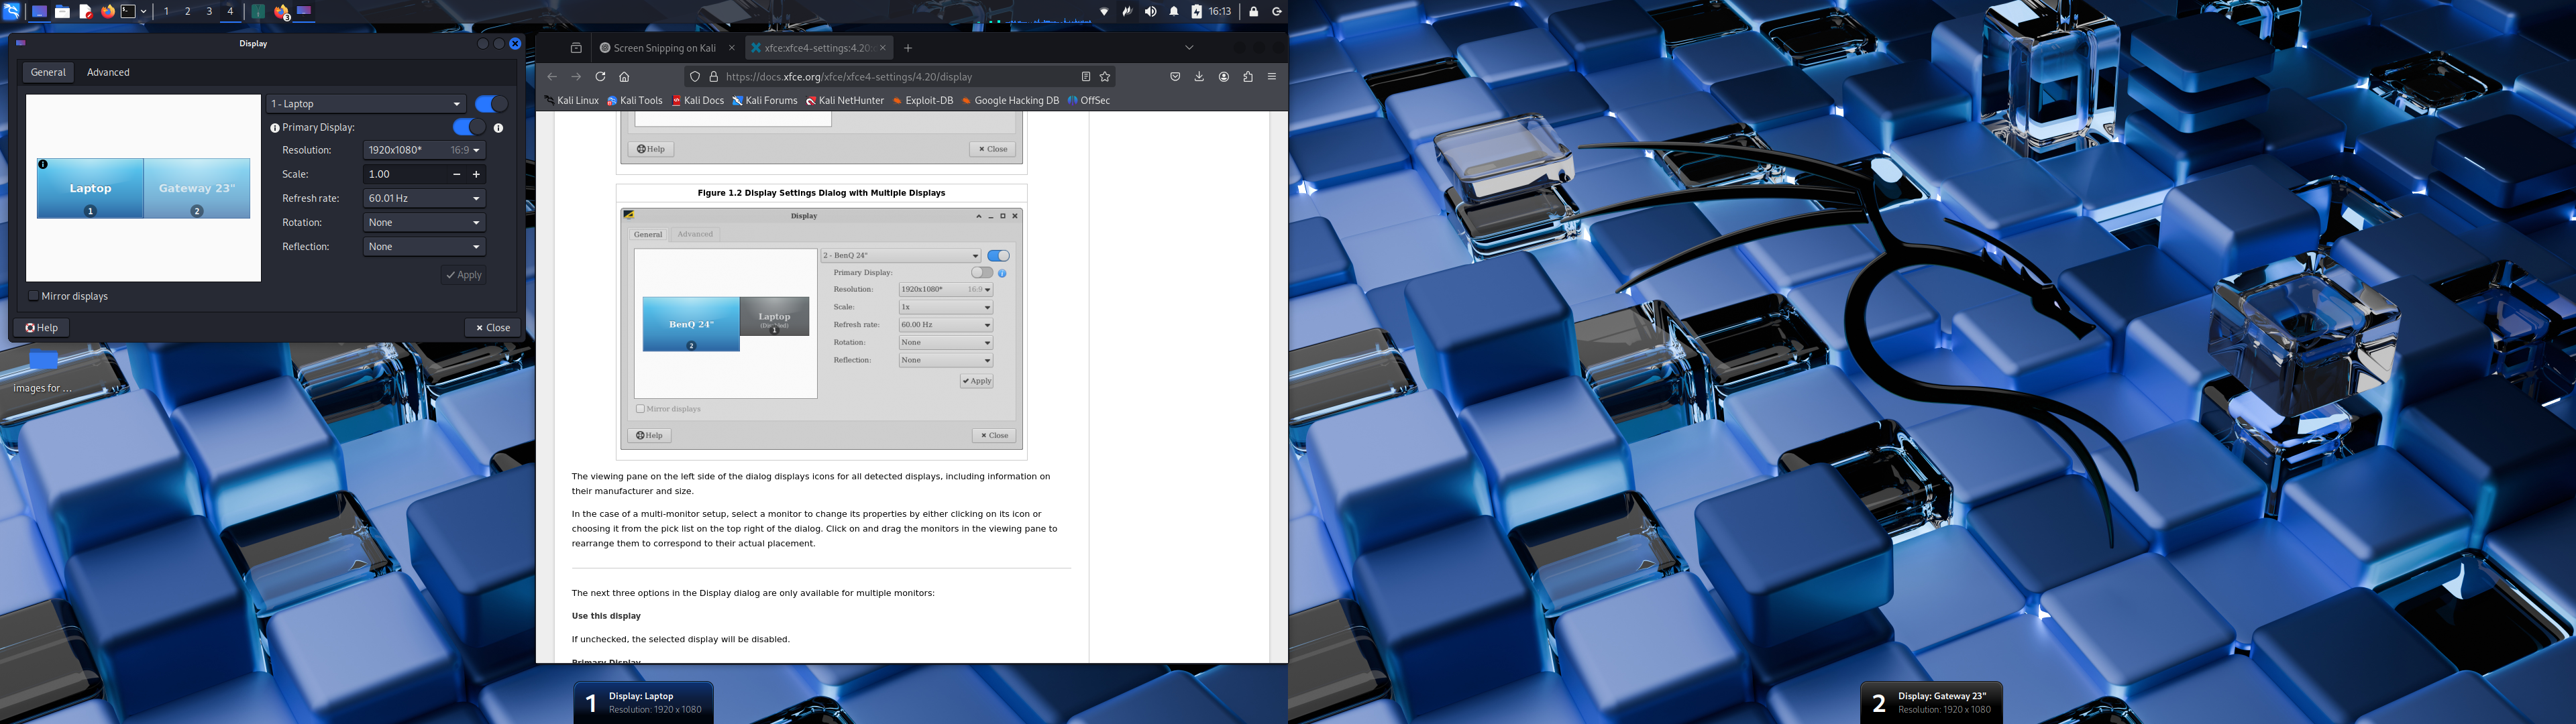 1 2 3 4
3
16:13
Display
General Advanced
1 - Laptop
Primary Display:
Resolution: 1920x1080* 16:9
Scale: 1.00
Refresh rate: 60.01 Hz
Rotation: None
Reflection: None
Apply
Laptop
1
Gateway 23"
2
Mirror displays
Help Close
images for ...
Screen Snipping on Kali
xfce:xfce4-settings:4.20:
https://docs.xfce.org/xfce/xfce4-settings/4.20/display
Kali Linux Kali Tools Kali Docs Kali Forums Kali NetHunter Exploit-DB Google Hacking DB OffSec
Help Close
Figure 1.2 Display Settings Dialog with Multiple Displays
Display
General Advanced
2 - BenQ 24"
Primary Display:
Resolution: 1920x1080* 16:9
Scale: 1x
Refresh rate: 60.00 Hz
Rotation: None
Reflection: None
Apply
BenQ 24"
2
Laptop
1
Mirror displays
Help Close
The viewing pane on the left side of the dialog displays icons for all detected displays, including information on
their manufacturer and size.
In the case of a multi-monitor setup, select a monitor to change its properties by either clicking on its icon or
choosing it from the pick list on the top right of the dialog. Click on and drag the monitors in the viewing pane to
rearrange them to correspond to their actual placement.
The next three options in the Display dialog are only available for multiple monitors:
Use this display
If unchecked, the selected display will be disabled.
Primary Display
1 Display: Laptop
Resolution: 1920 x 1080
2 Display: Gateway 23"
Resolution: 1920 x 1080